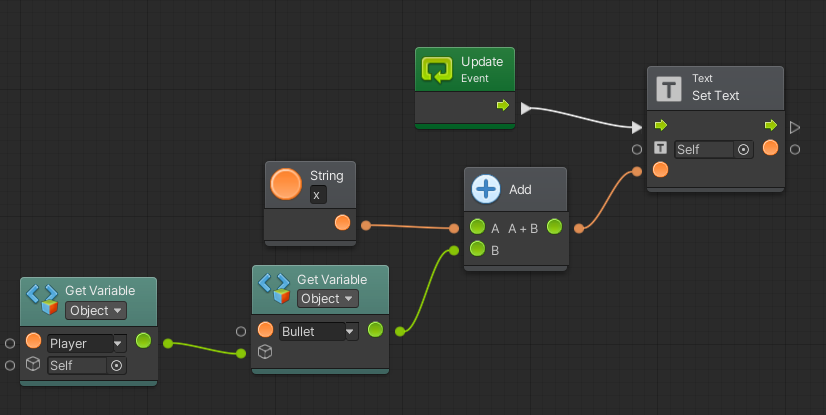 Update
Event
Text
Set Text
T
T
Self
String
x
Add
A A + B
B
Get Variable
Object
Bullet
Get Variable
Object
Player
Self